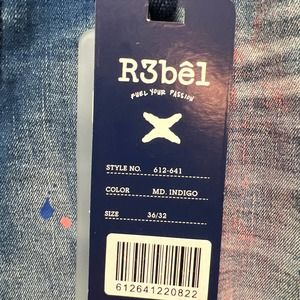 R3bêl
FUEL YOUR PASSION
STYLE NO. 612-641
COLOR MD. INDIGO
SIZE 36/32
612641220822